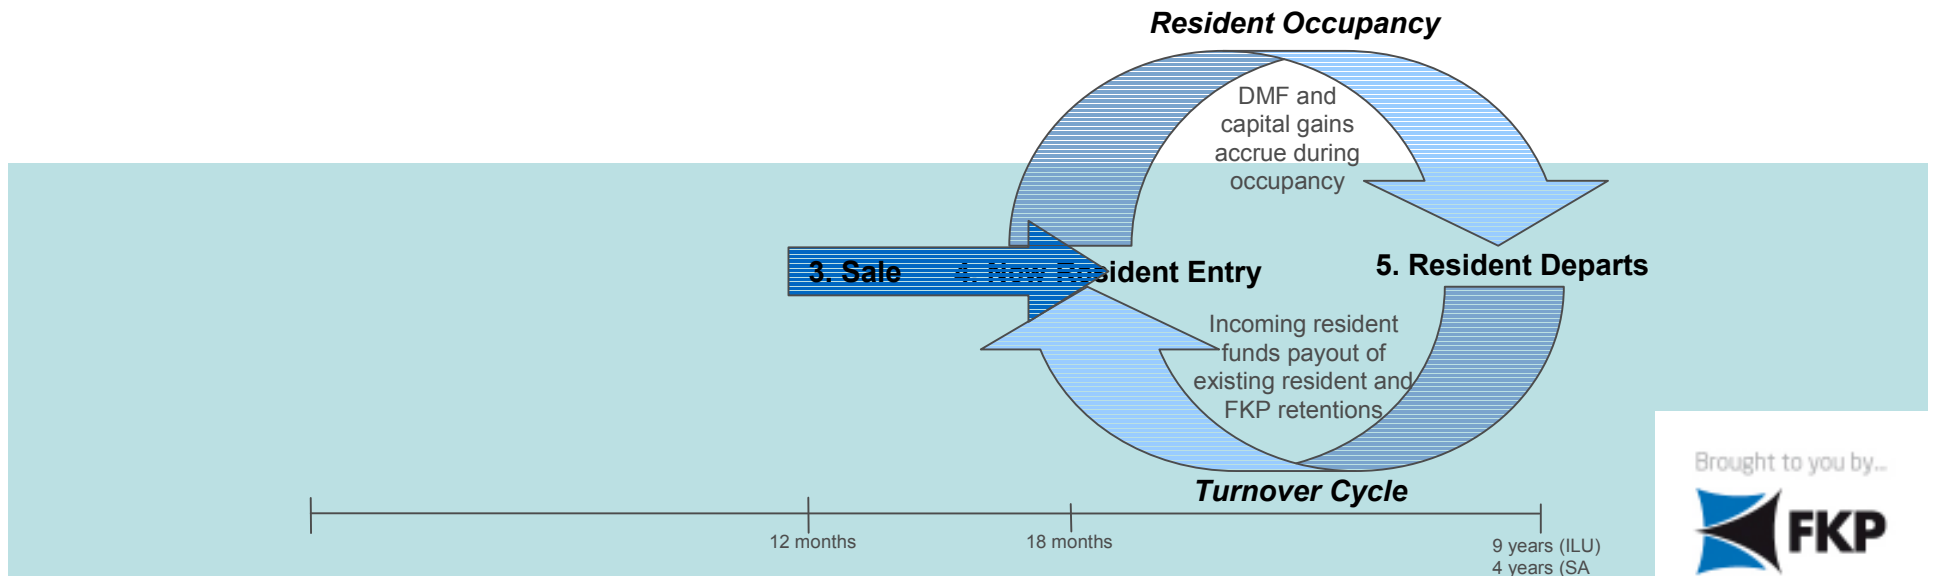 Resident Occupancy
DMF and
capital gains
accrue during
occupancy
3. Sale
4. New Resident Entry
5. Resident Departs
Incoming resident
funds payout of
existing resident and
FKP retentions
Turnover Cycle
12 months
18 months
9 years (ILU)
4 years (SA
Brought to you by...
FKP